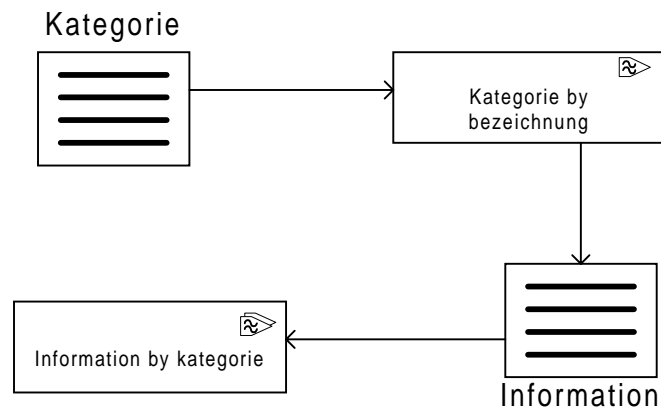 Kategorie
Kategorie by
bezeichnung
Information by kategorie
Information